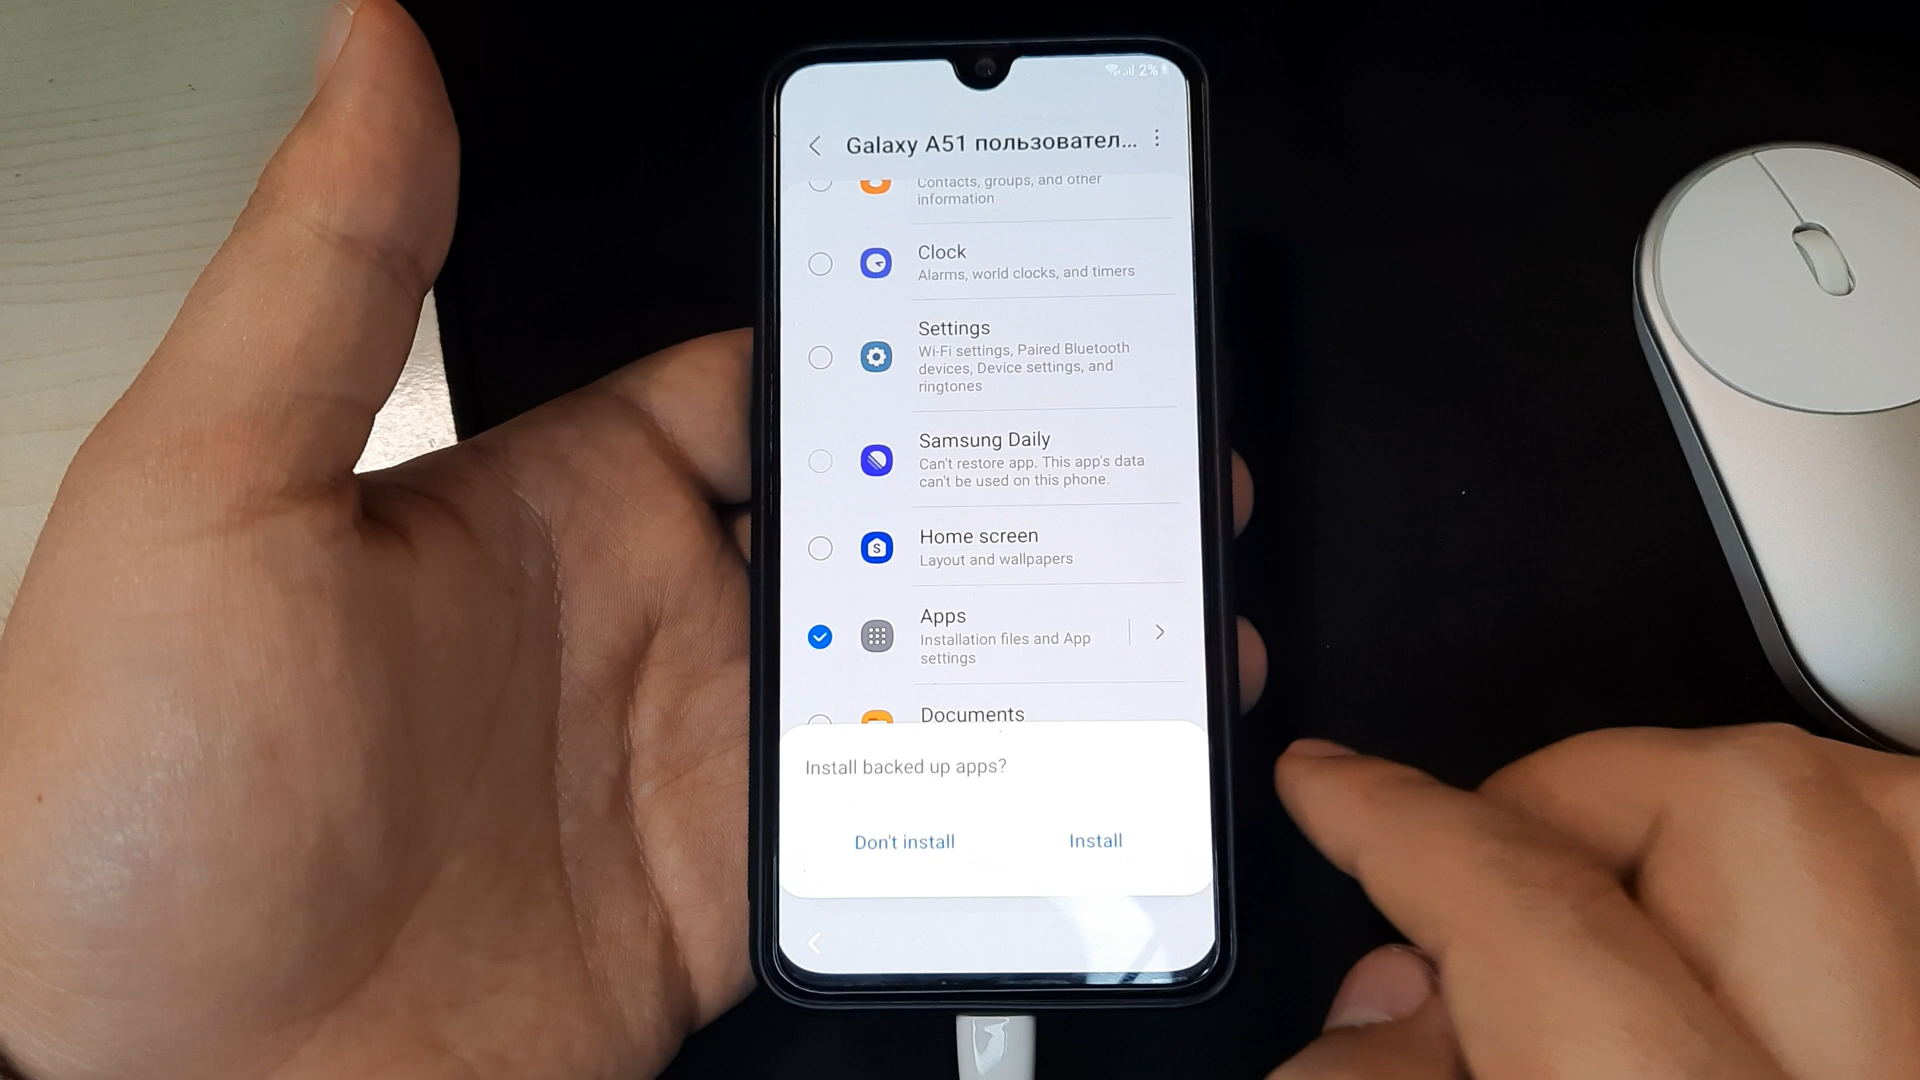 2%
Galaxy A51 пользовател...
Contacts, groups, and other
information
Clock
Alarms, world clocks, and timers
Settings
Wi-Fi settings, Paired Bluetooth
devices, Device settings, and
ringtones
Samsung Daily
Can't restore app. This app's data
can't be used on this phone.
Home screen
Layout and wallpapers
Apps
Installation files and App
settings
Documents
Install backed up apps?
Don't install
Install